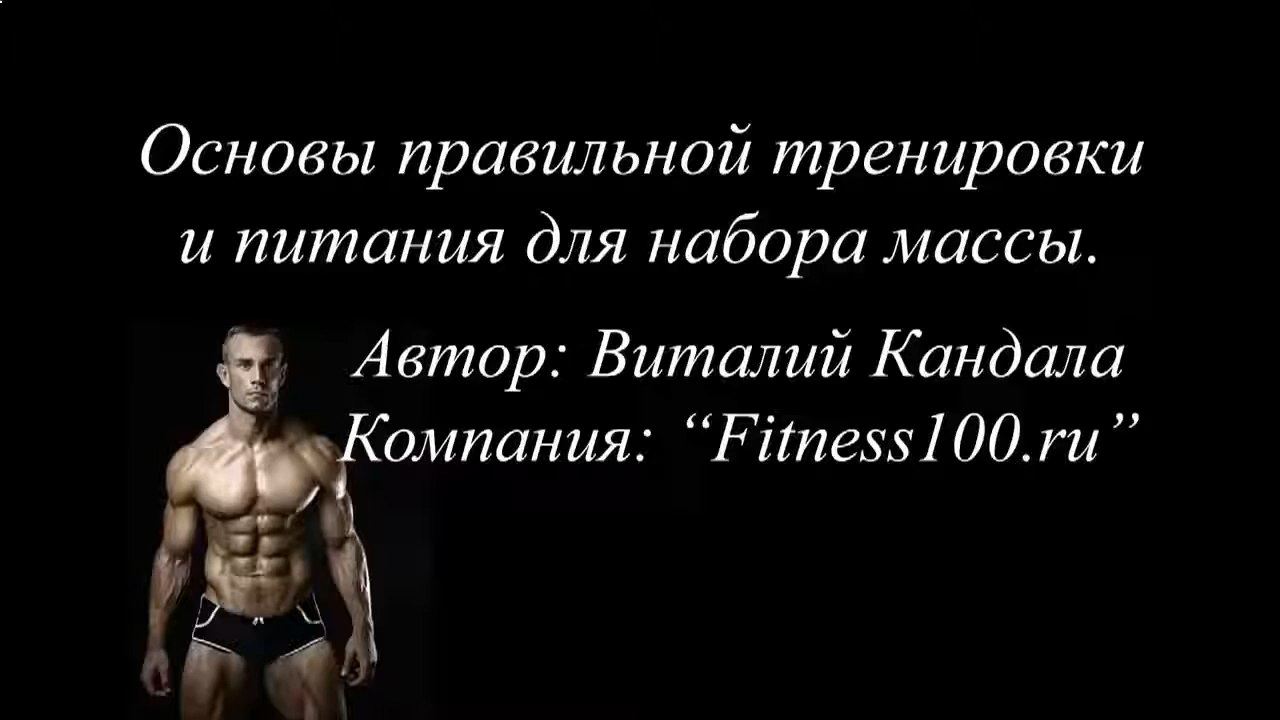 Основы правильной тренировки
и питания для набора массы.
Автор: Виталий Кандала
Компания: “Fitness100.ru”